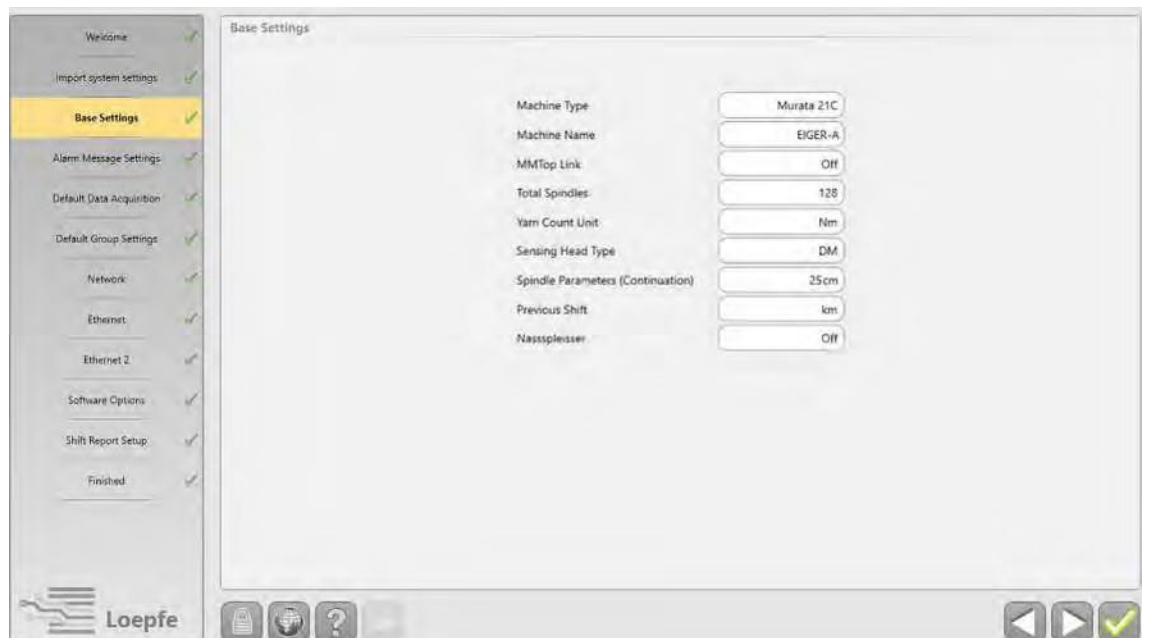 Welcome
Import system settings
Base Settings
Alarm Message Settings
Default Data Acquisition
Default Group Settings
Network
Ethernet
Ethernet 2
Software Options
Shift Report Setup
Finished
Loepfe
Base Settings
Machine Type Murata 21C
Machine Name EIGER-A
MMTop Link Off
Total Spindles 128
Yarn Count Unit Nm
Sensing Head Type DM
Spindle Parameters (Continuation) 25cm
Previous Shift km
Nassspleisser Off
?